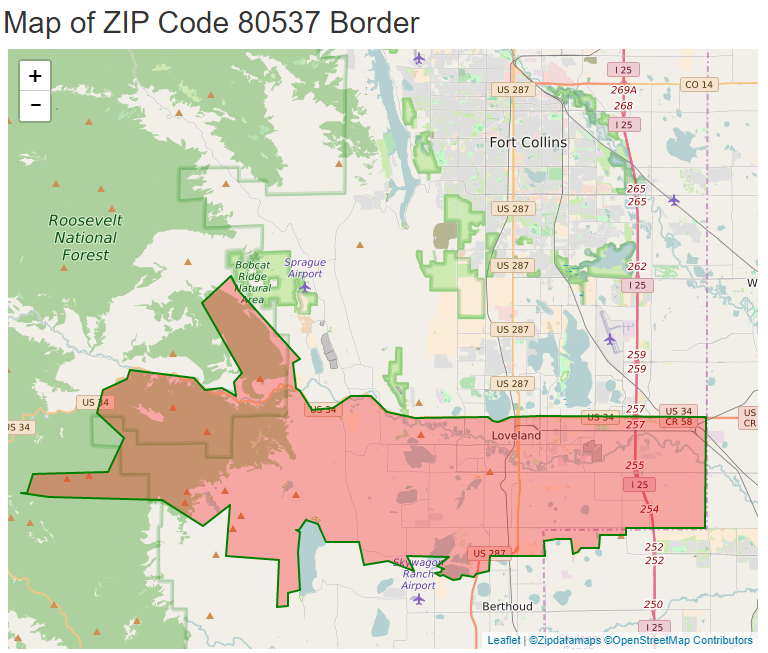 Map of ZIP Code 80537 Border
+
−
I 25
US 287
269A
CO 14
268
I 25
Fort Collins
265
265
US 287
Roosevelt
National
Forest
Bobcat
Ridge
Natural
Area
Sprague
Airport
US 287
262
I 25
W
US 287
259
259
US 287
US 34
US 34
257
US 34
US
US 34
257
CR 58
CR
US 34
Loveland
255
I 25
254
US 287
252
252
Skywagon
Ranch
Airport
Berthoud
250
I 25
Leaflet | ©Zipdatamaps ©OpenStreetMap Contributors